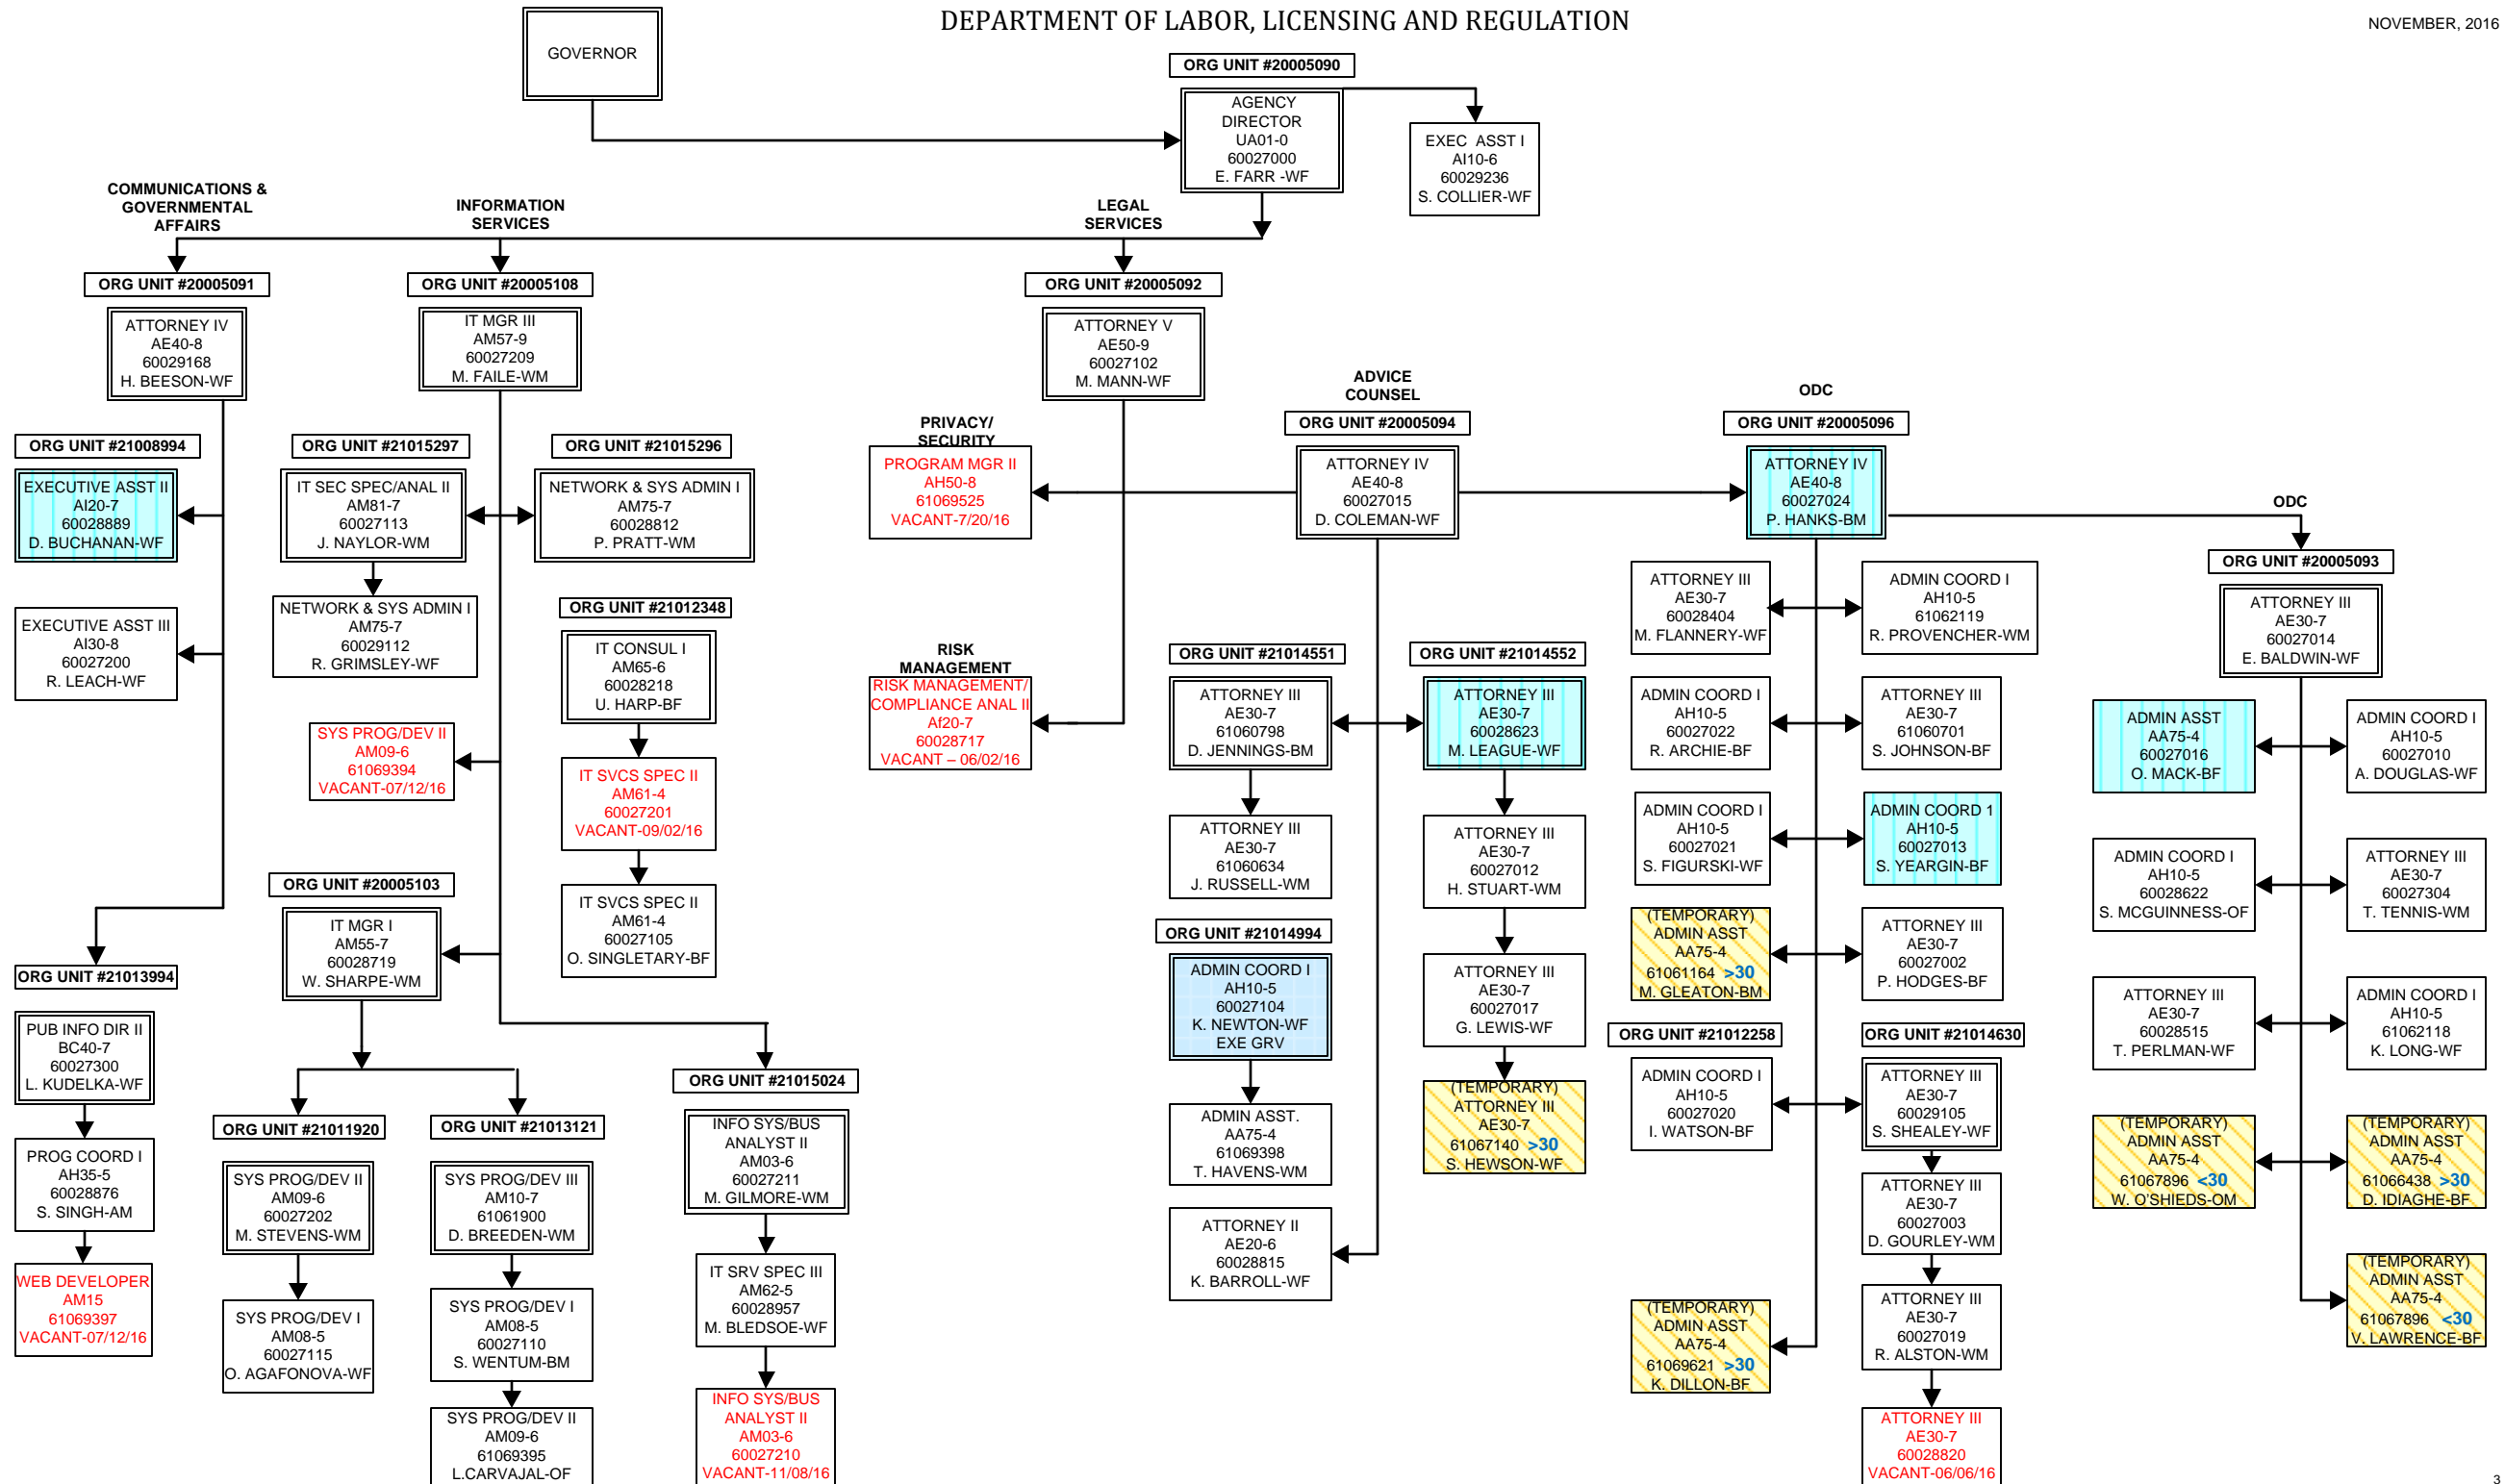 DEPARTMENT OF LABOR, LICENSING AND REGULATION
NOVEMBER, 2016
GOVERNOR
ORG UNIT #20005090
AGENCY
DIRECTOR
UA01-0
60027000
E. FARR -WF
EXEC  ASST I
AI10-6
60029236
S. COLLIER-WF
COMMUNICATIONS &
GOVERNMENTAL
AFFAIRS
INFORMATION
SERVICES
LEGAL
SERVICES
ORG UNIT #20005091
ATTORNEY IV
AE40-8
60029168
H. BEESON-WF
ORG UNIT #21008994
EXECUTIVE ASST II
AI20-7
60028889
D. BUCHANAN-WF
EXECUTIVE ASST III
AI30-8
60027200
R. LEACH-WF
ORG UNIT #21013994
PUB INFO DIR II
BC40-7
60027300
L. KUDELKA-WF
PROG COORD I
AH35-5
60028876
S. SINGH-AM
WEB DEVELOPER
AM15
61069397
VACANT-07/12/16
ORG UNIT #20005108
IT MGR III
AM57-9
60027209
M. FAILE-WM
ORG UNIT #21015297
IT SEC SPEC/ANAL II
AM81-7
60027113
J. NAYLOR-WM
NETWORK & SYS ADMIN I
AM75-7
60029112
R. GRIMSLEY-WF
ORG UNIT #21015296
NETWORK & SYS ADMIN I
AM75-7
60028812
P. PRATT-WM
ORG UNIT #21012348
IT CONSUL I
AM65-6
60028218
U. HARP-BF
SYS PROG/DEV II
AM09-6
61069394
VACANT-07/12/16
IT SVCS SPEC II
AM61-4
60027201
VACANT-09/02/16
IT SVCS SPEC II
AM61-4
60027105
O. SINGLETARY-BF
ORG UNIT #20005103
IT MGR I
AM55-7
60028719
W. SHARPE-WM
ORG UNIT #21011920
SYS PROG/DEV II
AM09-6
60027202
M. STEVENS-WM
SYS PROG/DEV I
AM08-5
60027115
O. AGAFONOVA-WF
ORG UNIT #21013121
SYS PROG/DEV III
AM10-7
61061900
D. BREEDEN-WM
SYS PROG/DEV I
AM08-5
60027110
S. WENTUM-BM
SYS PROG/DEV II
AM09-6
61069395
L.CARVAJAL-OF
ORG UNIT #21015024
INFO SYS/BUS
ANALYST II
AM03-6
60027211
M. GILMORE-WM
IT SRV SPEC III
AM62-5
60028957
M. BLEDSOE-WF
INFO SYS/BUS
ANALYST II
AM03-6
60027210
VACANT-11/08/16
ORG UNIT #20005092
ATTORNEY V
AE50-9
60027102
M. MANN-WF
PRIVACY/
SECURITY
PROGRAM MGR II
AH50-8
61069525
VACANT-7/20/16
RISK
MANAGEMENT
RISK MANAGEMENT/
COMPLIANCE ANAL II
Af20-7
60028717
VACANT – 06/02/16
ADVICE
COUNSEL
ORG UNIT #20005094
ATTORNEY IV
AE40-8
60027015
D. COLEMAN-WF
ORG UNIT #21014551
ATTORNEY III
AE30-7
61060798
D. JENNINGS-BM
ATTORNEY III
AE30-7
61060634
J. RUSSELL-WM
ORG UNIT #21014994
ADMIN COORD I
AH10-5
60027104
K. NEWTON-WF
EXE GRV
ADMIN ASST.
AA75-4
61069398
T. HAVENS-WM
ATTORNEY II
AE20-6
60028815
K. BARROLL-WF
ORG UNIT #21014552
ATTORNEY III
AE30-7
60028623
M. LEAGUE-WF
ATTORNEY III
AE30-7
60027012
H. STUART-WM
ATTORNEY III
AE30-7
60027017
G. LEWIS-WF
(TEMPORARY)
ATTORNEY III
AE30-7
61067140 >30
S. HEWSON-WF
ODC
ORG UNIT #20005096
ATTORNEY IV
AE40-8
60027024
P. HANKS-BM
ATTORNEY III
AE30-7
60028404
M. FLANNERY-WF
ADMIN COORD I
AH10-5
61062119
R. PROVENCHER-WM
ADMIN COORD I
AH10-5
60027022
R. ARCHIE-BF
ATTORNEY III
AE30-7
61060701
S. JOHNSON-BF
ADMIN COORD I
AH10-5
60027021
S. FIGURSKI-WF
ADMIN COORD 1
AH10-5
60027013
S. YEARGIN-BF
(TEMPORARY)
ADMIN ASST
AA75-4
61061164 >30
M. GLEATON-BM
ATTORNEY III
AE30-7
60027002
P. HODGES-BF
ORG UNIT #21012258
ADMIN COORD I
AH10-5
60027020
I. WATSON-BF
ORG UNIT #21014630
ATTORNEY III
AE30-7
60029105
S. SHEALEY-WF
ATTORNEY III
AE30-7
60027003
D. GOURLEY-WM
ATTORNEY III
AE30-7
60027019
R. ALSTON-WM
(TEMPORARY)
ADMIN ASST
AA75-4
61069621 >30
K. DILLON-BF
ATTORNEY III
AE30-7
60028820
VACANT-06/06/16
ODC
ORG UNIT #20005093
ATTORNEY III
AE30-7
60027014
E. BALDWIN-WF
ADMIN ASST
AA75-4
60027016
O. MACK-BF
ADMIN COORD I
AH10-5
60027010
A. DOUGLAS-WF
ADMIN COORD I
AH10-5
60028622
S. MCGUINNESS-OF
ATTORNEY III
AE30-7
60027304
T. TENNIS-WM
ATTORNEY III
AE30-7
60028515
T. PERLMAN-WF
ADMIN COORD I
AH10-5
61062118
K. LONG-WF
(TEMPORARY)
ADMIN ASST
AA75-4
61067896 <30
W. O'SHIEDS-OM
(TEMPORARY)
ADMIN ASST
AA75-4
61066438 >30
D. IDIAGHE-BF
(TEMPORARY)
ADMIN ASST
AA75-4
61067896 <30
V. LAWRENCE-BF
3